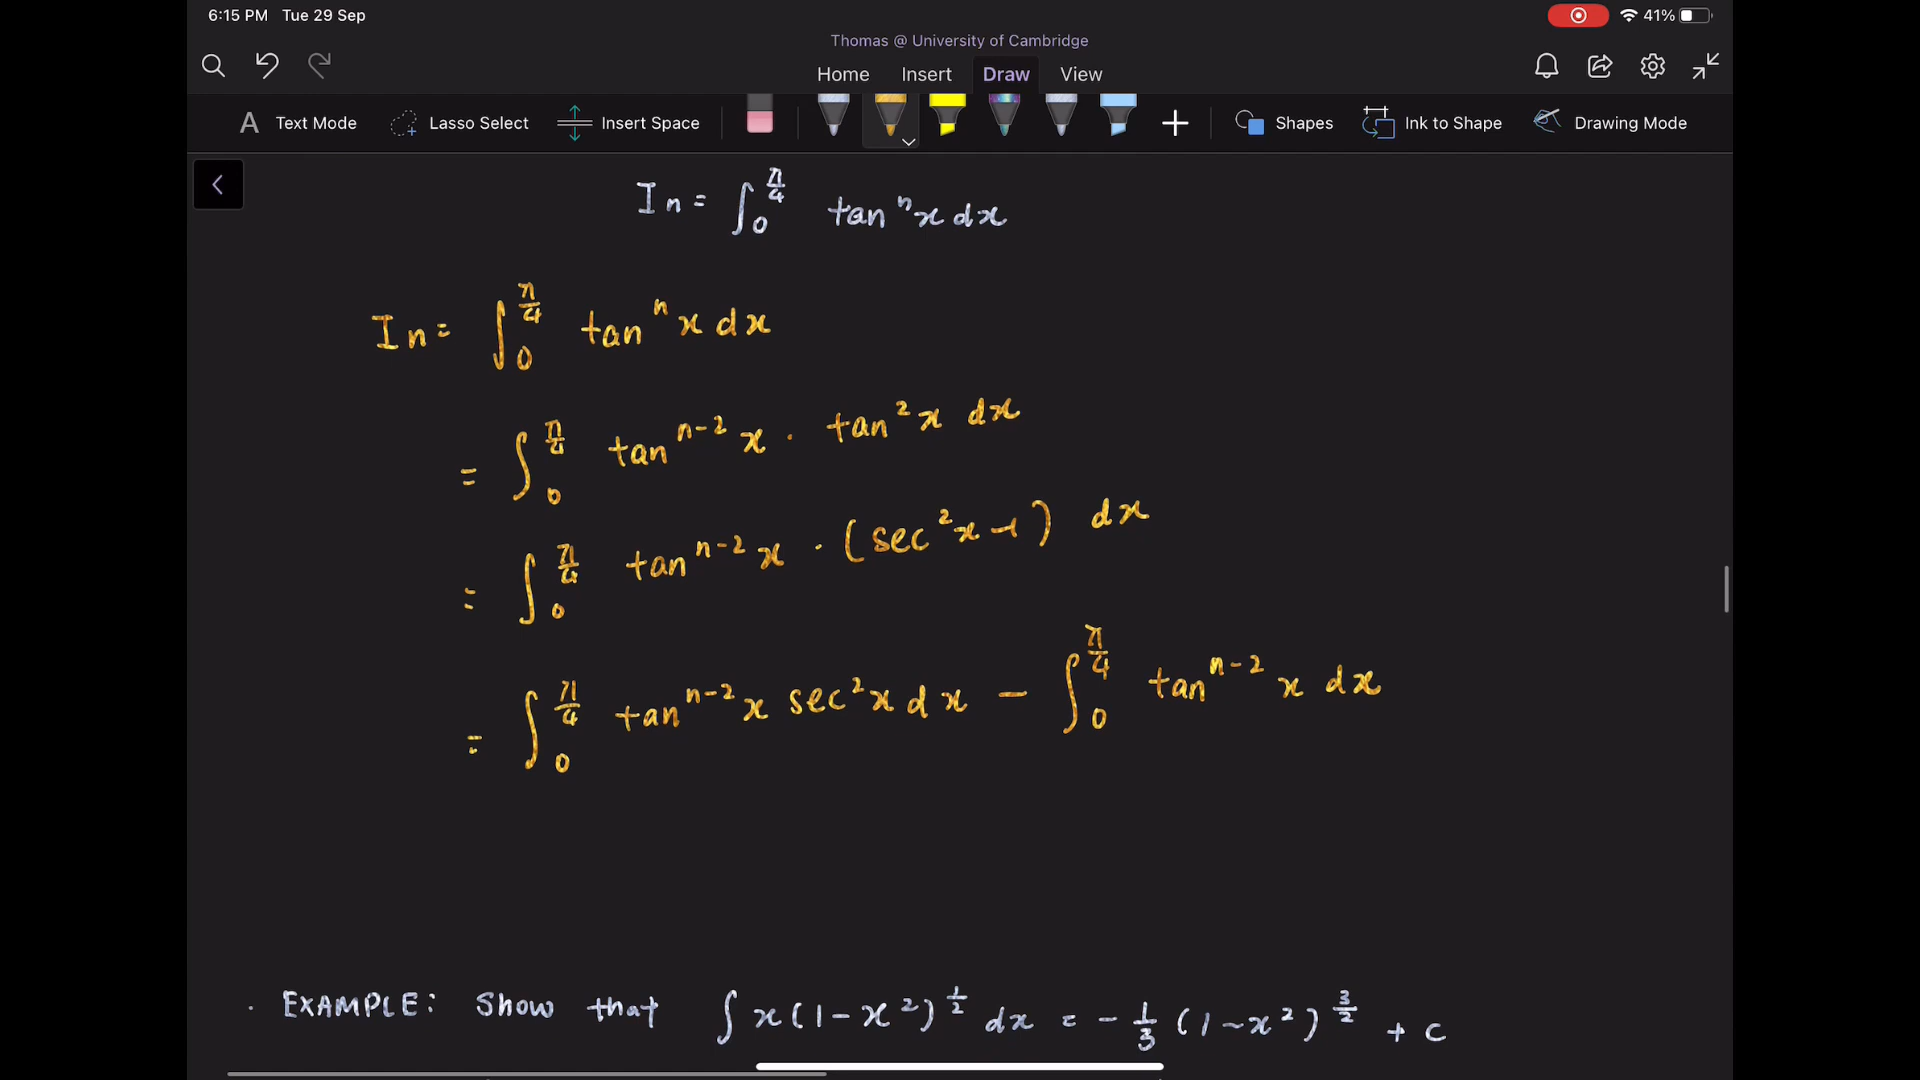 6:15 PM Tue 29 Sep 41%
Thomas @ University of Cambridge
Home Insert Draw View
A Text Mode Lasso Select Insert Space Shapes Ink to Shape Drawing Mode
In = ∫₀^(π/4) tanⁿx dx
In = ∫₀^(π/4) tanⁿ x dx
= ∫₀^(π/4) tanⁿ⁻² x · tan² x dx
= ∫₀^(π/4) tanⁿ⁻² x · (sec² x - 1) dx
= ∫₀^(π/4) tanⁿ⁻² x sec² x dx - ∫₀^(π/4) tanⁿ⁻² x dx
· EXAMPLE: Show that ∫ x(1 - x²)^(1/2) dx = - 1/3 (1 - x²)^(3/2) + c